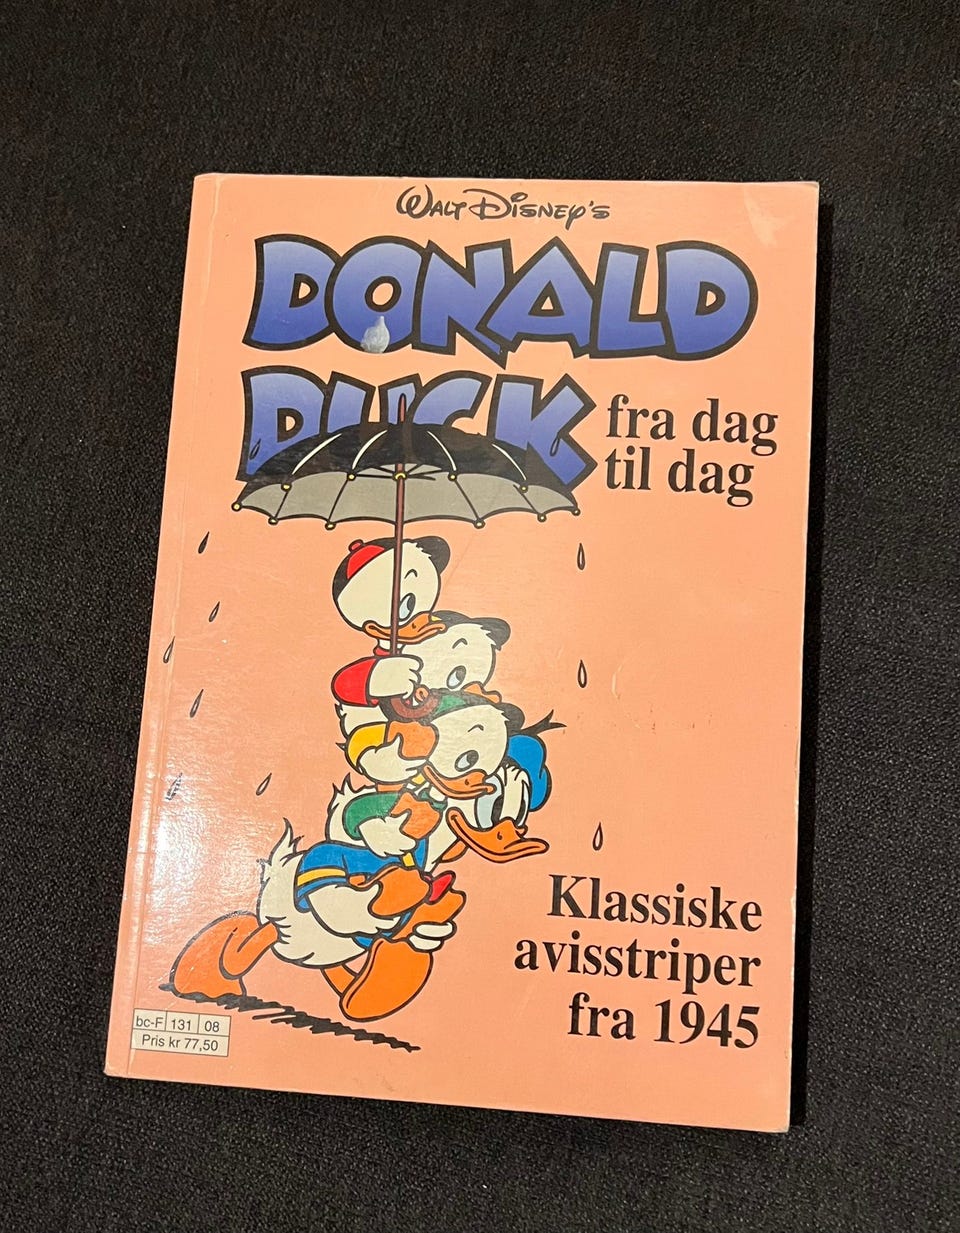 Walt Disney's
DONALD
DUCK
fra dag
til dag
Klassiske
avisstriper
fra 1945
bc-F 131 08
Pris kr 77,50